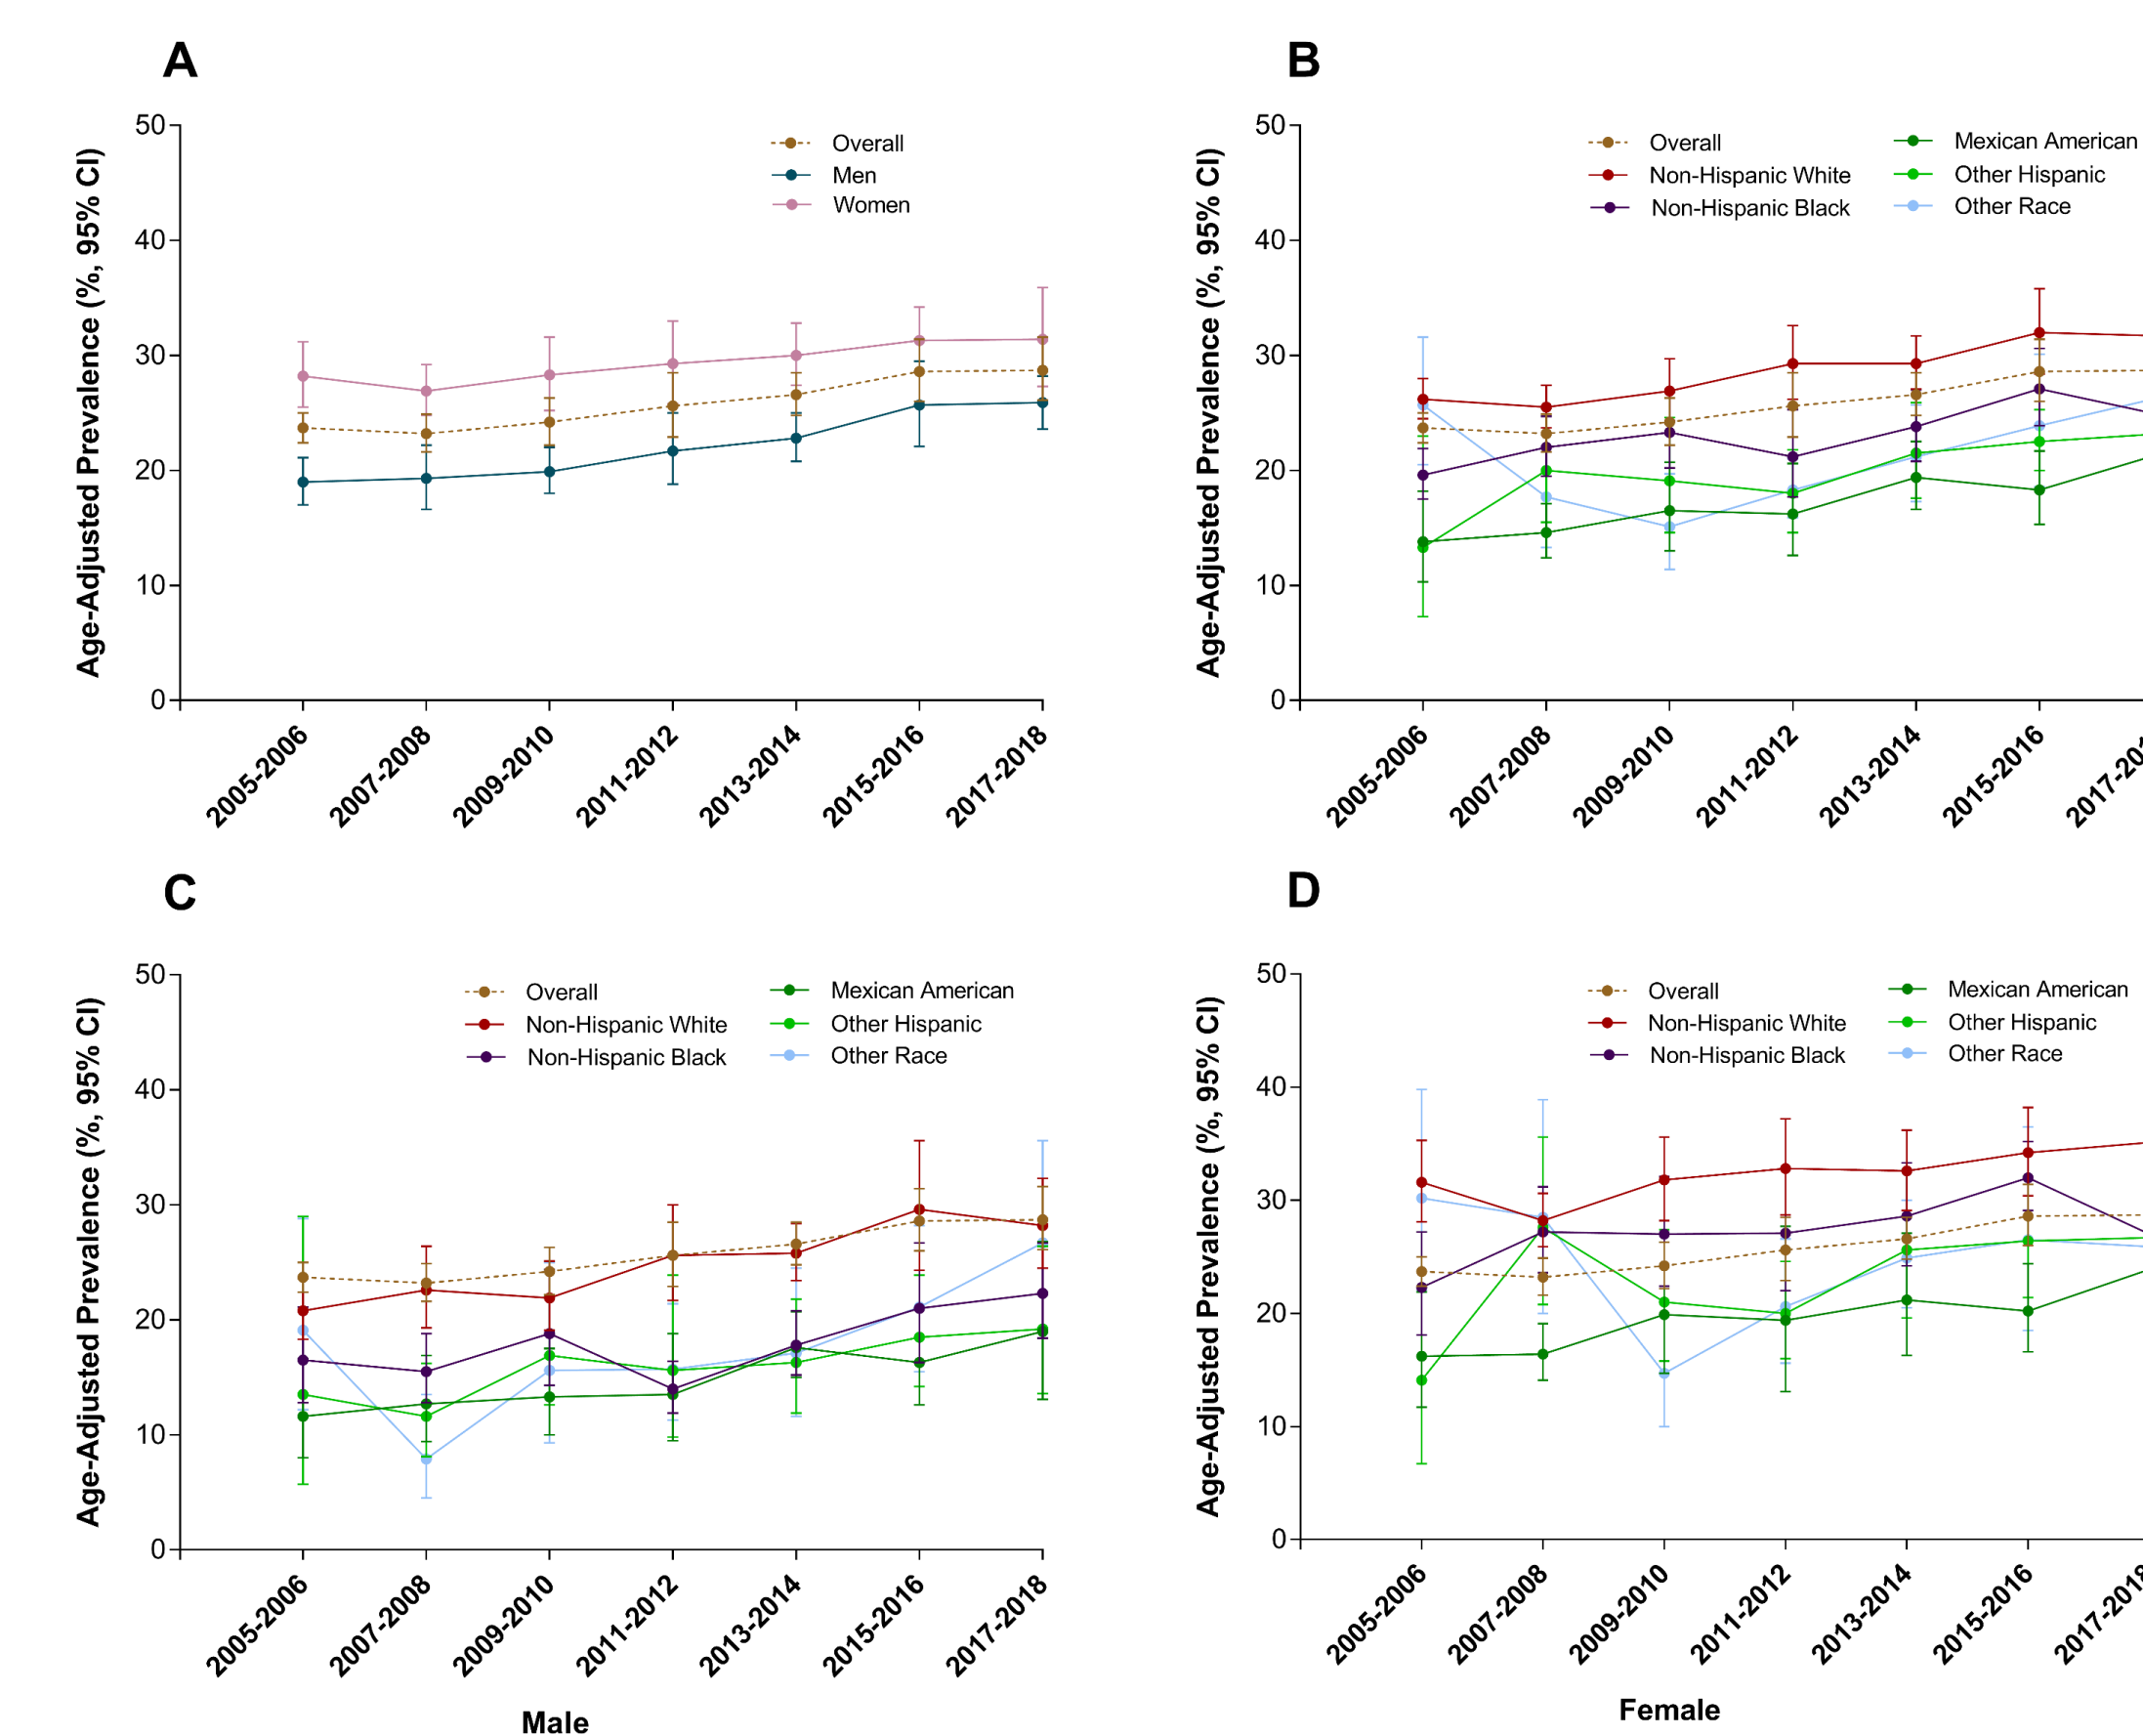 A
Age-Adjusted Prevalence (%, 95% CI)
50
40
30
20
10
0
Overall
Men
Women
2005-2006
2007-2008
2009-2010
2011-2012
2013-2014
2015-2016
2017-2018
B
Age-Adjusted Prevalence (%, 95% CI)
50
40
30
20
10
0
Overall
Non-Hispanic White
Non-Hispanic Black
Mexican American
Other Hispanic
Other Race
2005-2006
2007-2008
2009-2010
2011-2012
2013-2014
2015-2016
2017-201
C
Age-Adjusted Prevalence (%, 95% CI)
50
40
30
20
10
0
Overall
Non-Hispanic White
Non-Hispanic Black
Mexican American
Other Hispanic
Other Race
2005-2006
2007-2008
2009-2010
2011-2012
2013-2014
2015-2016
2017-2018
Male
D
Age-Adjusted Prevalence (%, 95% CI)
50
40
30
20
10
0
Overall
Non-Hispanic White
Non-Hispanic Black
Mexican American
Other Hispanic
Other Race
2005-2006
2007-2008
2009-2010
2011-2012
2013-2014
2015-2016
2017-2018
Female